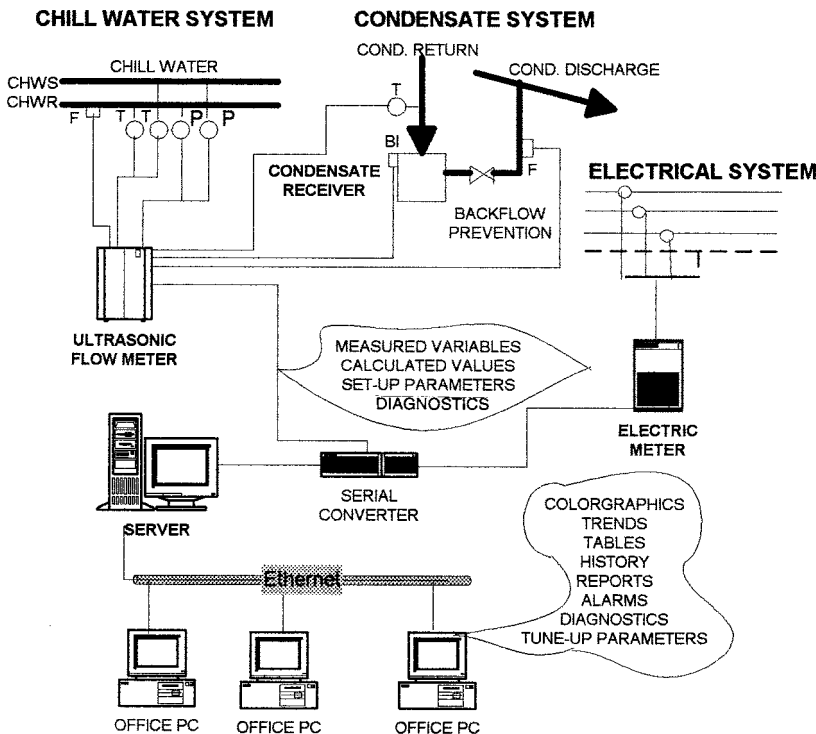 CHILL WATER SYSTEM
CONDENSATE SYSTEM
COND. RETURN
CHILL WATER
COND. DISCHARGE
CHWS
CHWR
F
T
T
P
P
T
BI
CONDENSATE
RECEIVER
F
BACKFLOW
PREVENTION
ELECTRICAL SYSTEM
ULTRASONIC
FLOW METER
MEASURED VARIABLES
CALCULATED VALUES
SET-UP PARAMETERS
DIAGNOSTICS
ELECTRIC
METER
SERIAL
CONVERTER
SERVER
COLORGRAPHICS
TRENDS
TABLES
HISTORY
REPORTS
ALARMS
DIAGNOSTICS
TUNE-UP PARAMETERS
Ethernet
OFFICE PC
OFFICE PC
OFFICE PC